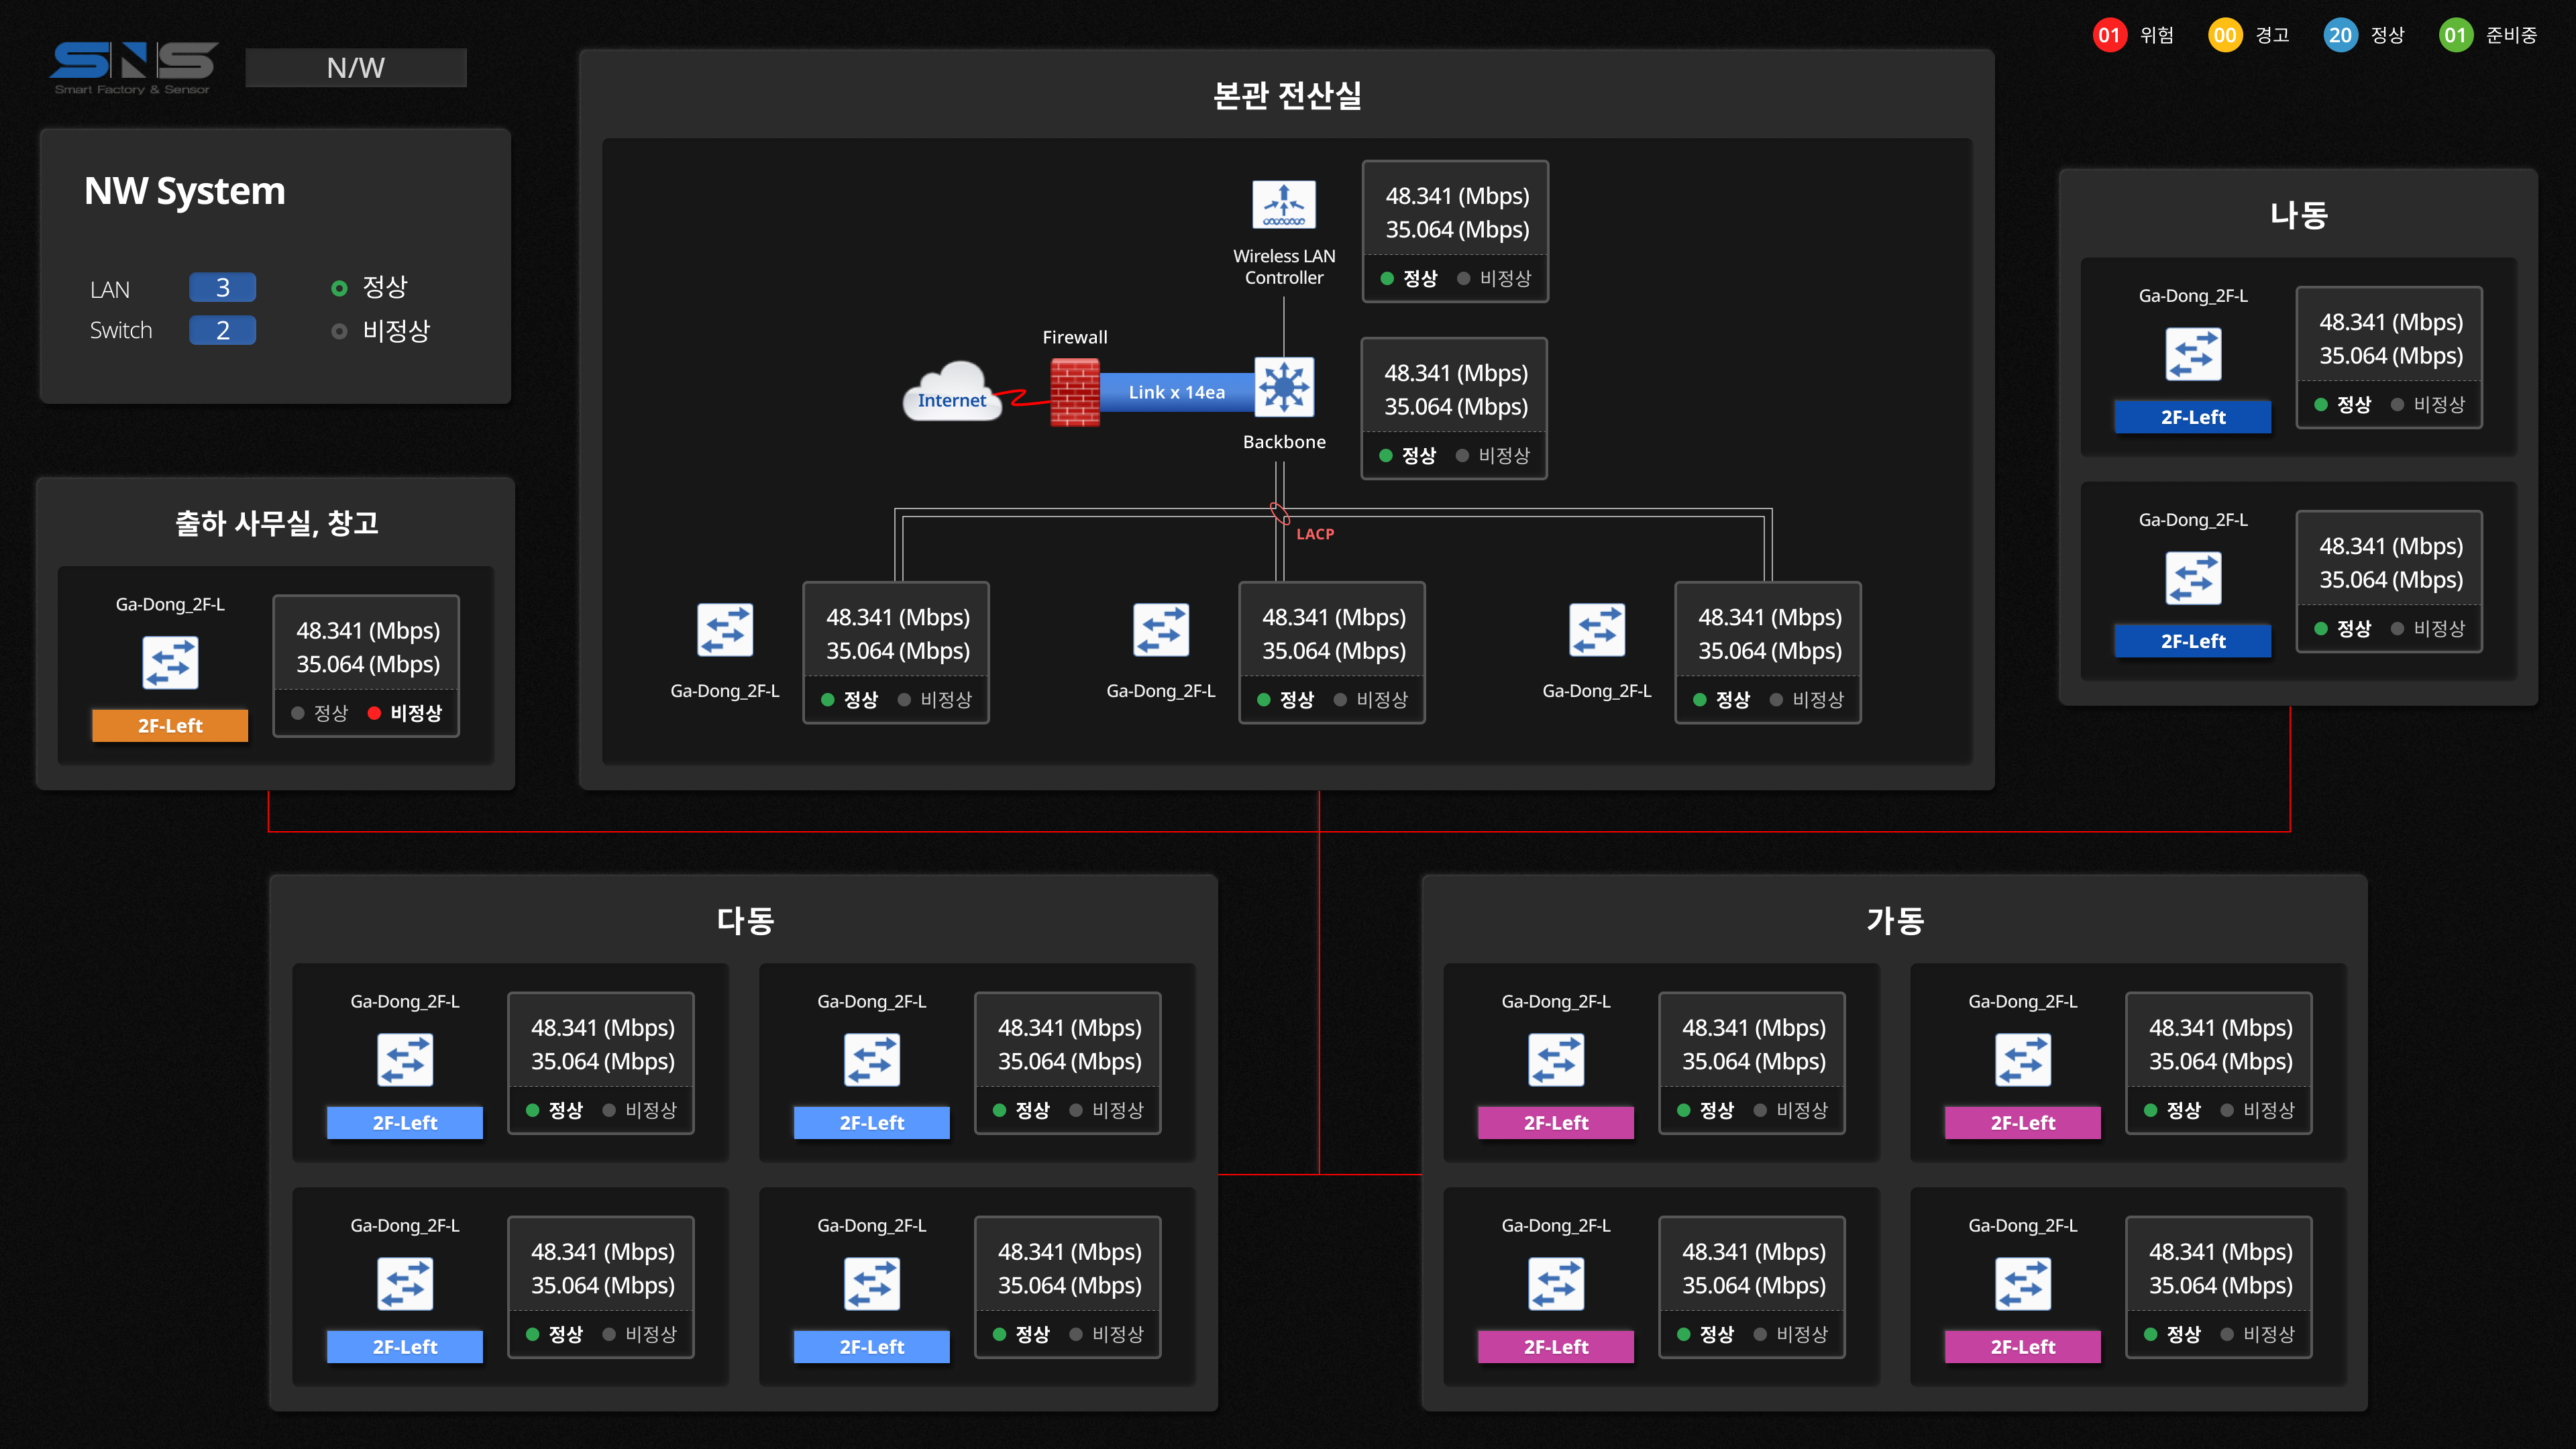 SNS
Smart Factory & Sensor
N/W
01 위험
00 경고
20 정상
01 준비중
NW System
LAN 3
Switch 2
정상
비정상
출하 사무실, 창고
Ga-Dong_2F-L
2F-Left
48.341 (Mbps)
35.064 (Mbps)
정상 비정상
본관 전산실
Wireless LAN
Controller
48.341 (Mbps)
35.064 (Mbps)
정상 비정상
Firewall
Internet
Link x 14ea
Backbone
48.341 (Mbps)
35.064 (Mbps)
정상 비정상
LACP
Ga-Dong_2F-L
48.341 (Mbps)
35.064 (Mbps)
정상 비정상
Ga-Dong_2F-L
48.341 (Mbps)
35.064 (Mbps)
정상 비정상
Ga-Dong_2F-L
48.341 (Mbps)
35.064 (Mbps)
정상 비정상
나동
Ga-Dong_2F-L
2F-Left
48.341 (Mbps)
35.064 (Mbps)
정상 비정상
Ga-Dong_2F-L
2F-Left
48.341 (Mbps)
35.064 (Mbps)
정상 비정상
다동
Ga-Dong_2F-L
2F-Left
48.341 (Mbps)
35.064 (Mbps)
정상 비정상
Ga-Dong_2F-L
2F-Left
48.341 (Mbps)
35.064 (Mbps)
정상 비정상
Ga-Dong_2F-L
2F-Left
48.341 (Mbps)
35.064 (Mbps)
정상 비정상
Ga-Dong_2F-L
2F-Left
48.341 (Mbps)
35.064 (Mbps)
정상 비정상
가동
Ga-Dong_2F-L
2F-Left
48.341 (Mbps)
35.064 (Mbps)
정상 비정상
Ga-Dong_2F-L
2F-Left
48.341 (Mbps)
35.064 (Mbps)
정상 비정상
Ga-Dong_2F-L
2F-Left
48.341 (Mbps)
35.064 (Mbps)
정상 비정상
Ga-Dong_2F-L
2F-Left
48.341 (Mbps)
35.064 (Mbps)
정상 비정상